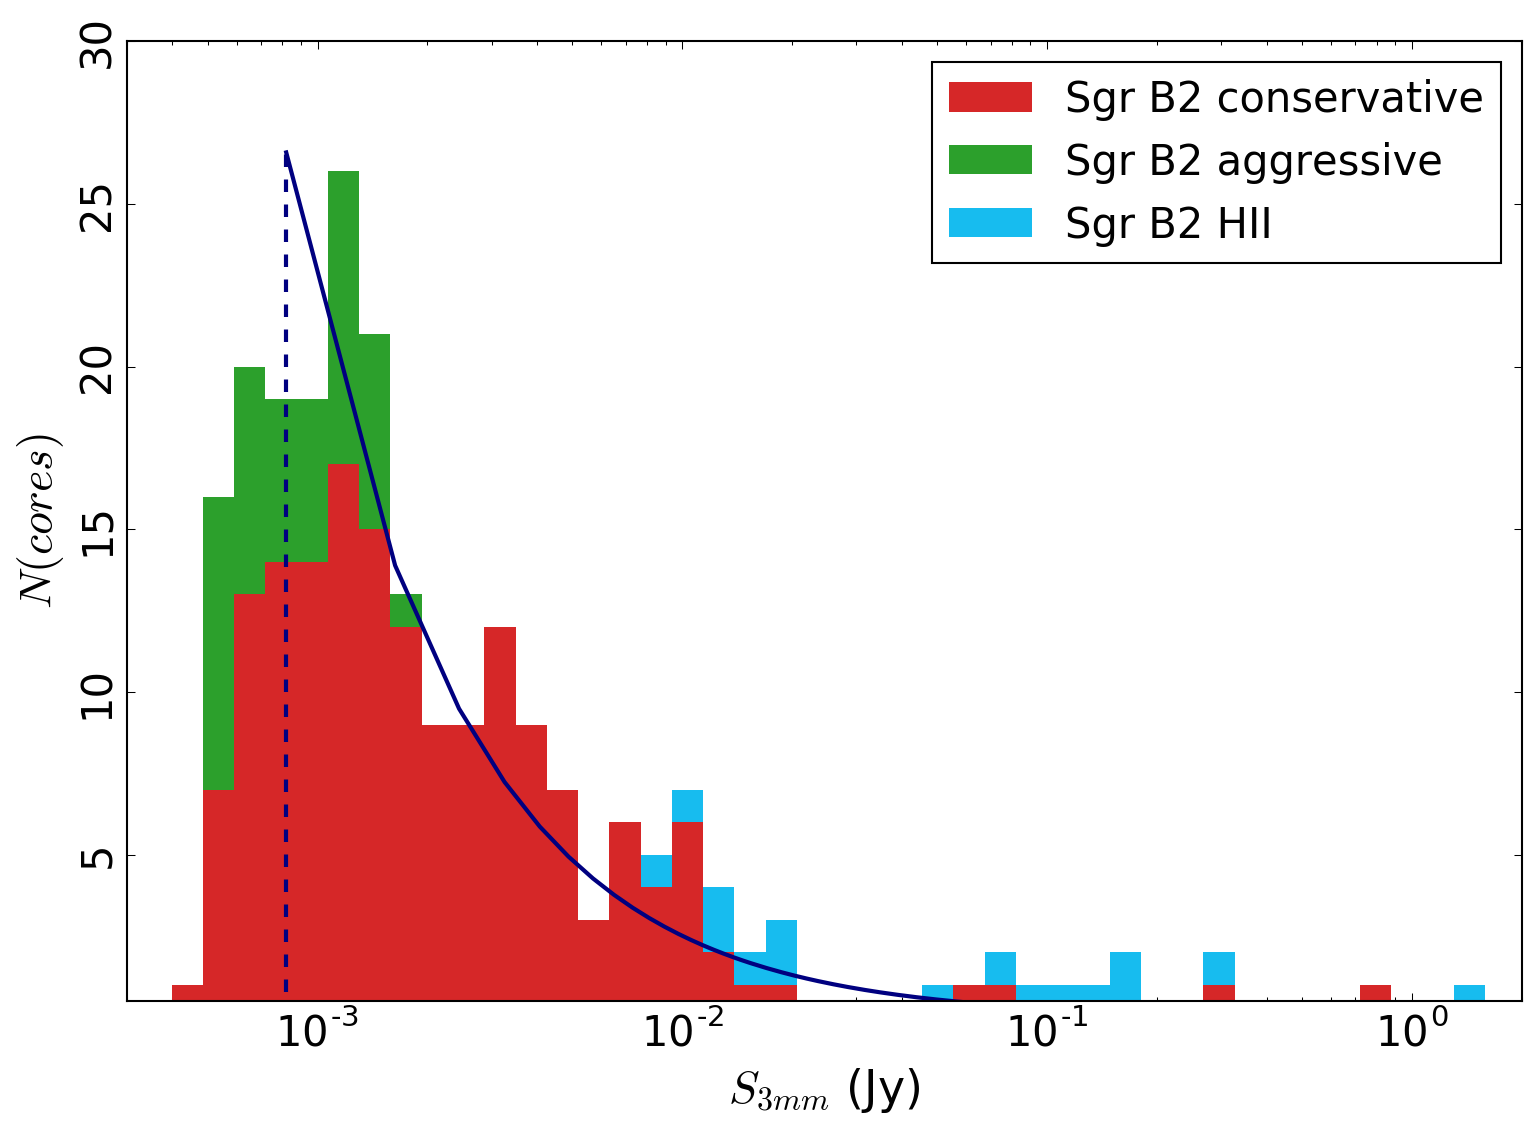 30
25
20
15
10
5
N(cores)
Sgr B2 conservative
Sgr B2 aggressive
Sgr B2 HII
10^-3 10^-2 10^-1 10^0
S_3mm (Jy)